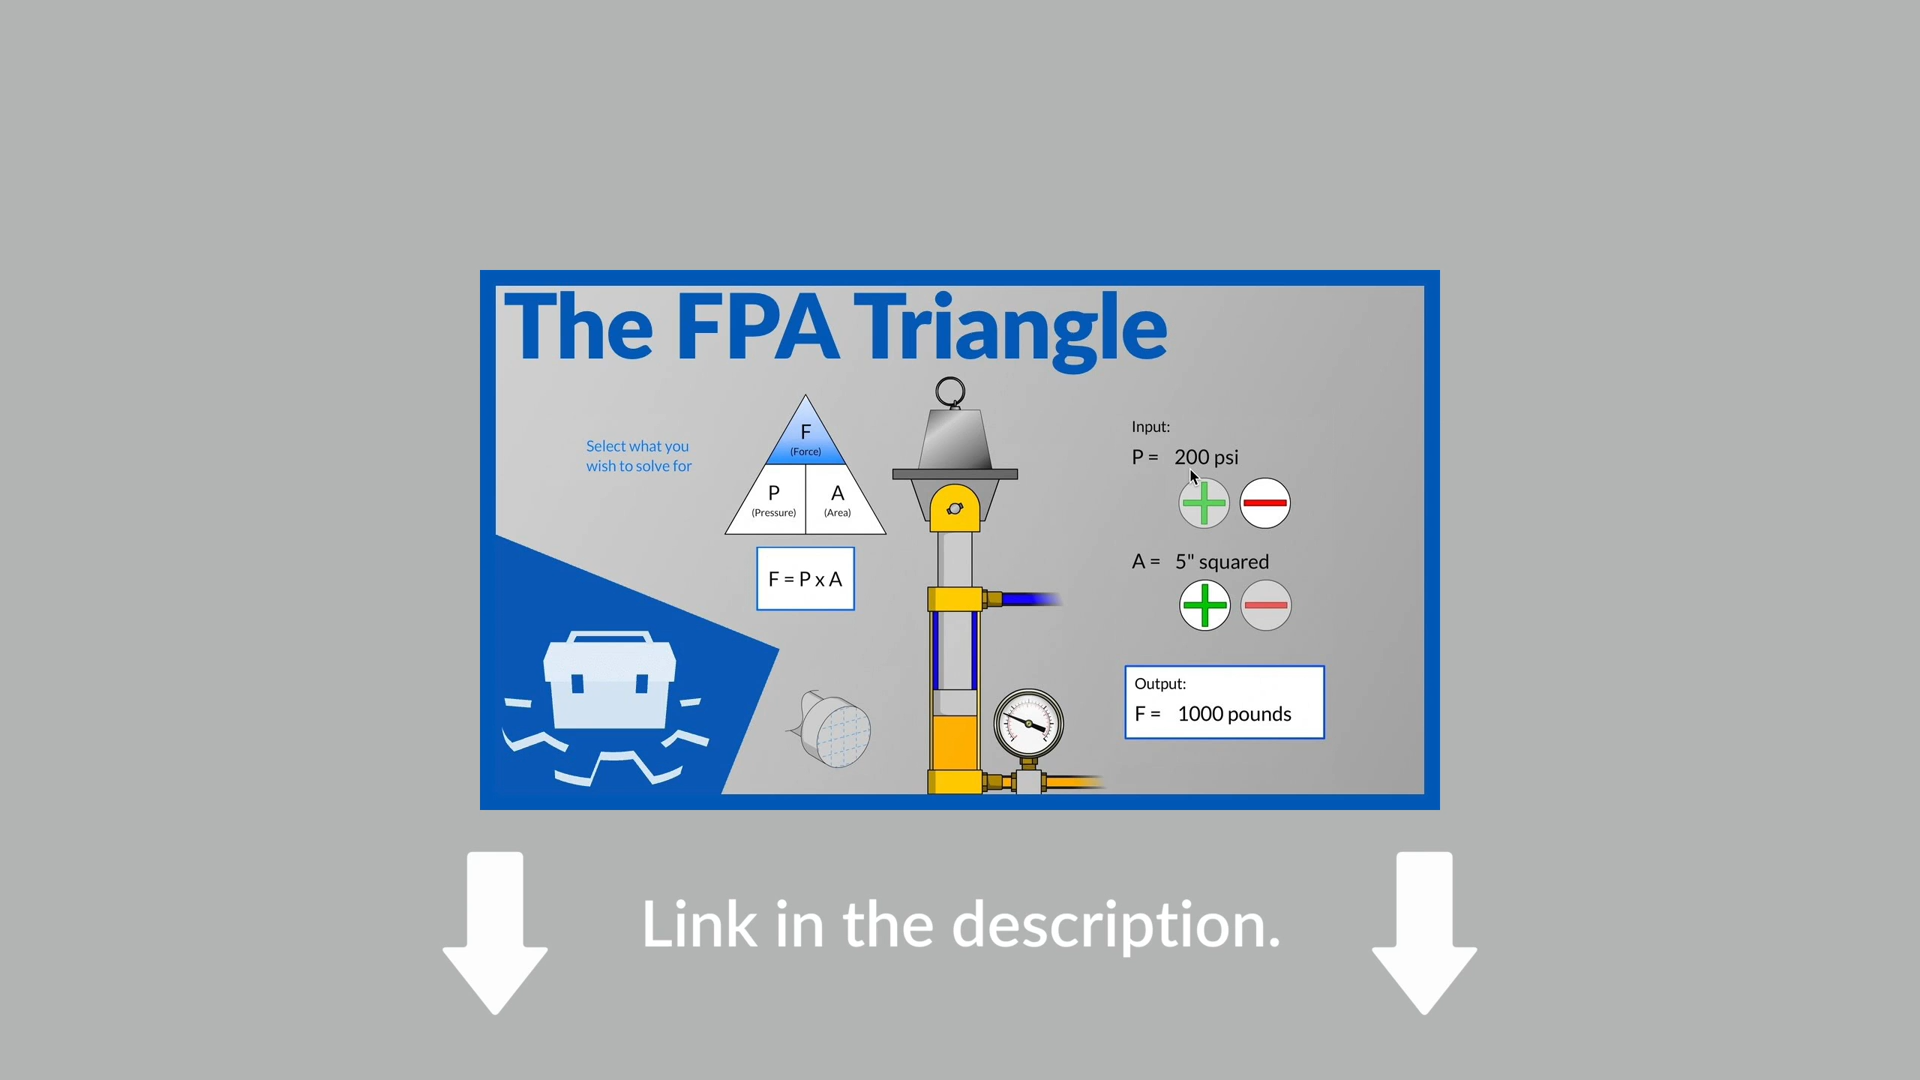 The FPA Triangle
Select what you
wish to solve for
F
(Force)
P
(Pressure)
A
(Area)
F = P x A
Input:
P = 200 psi
A = 5" squared
Output:
F = 1000 pounds
Link in the description.